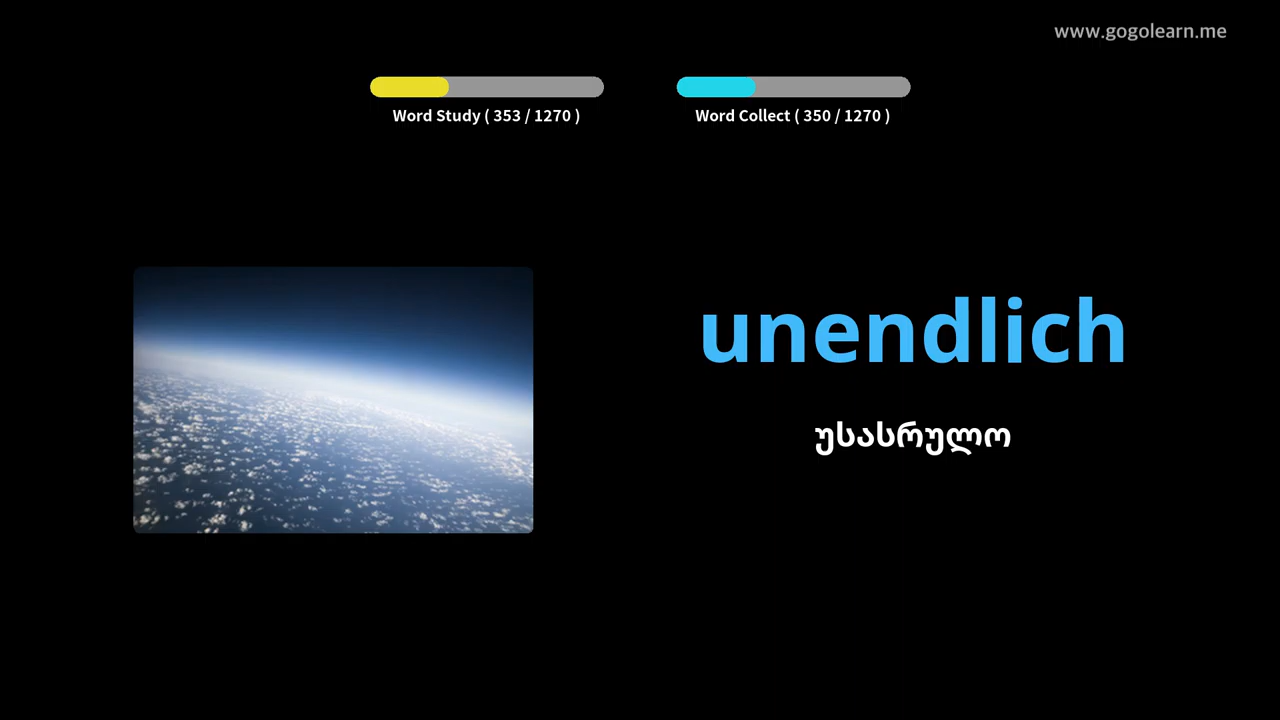 www.gogolearn.me
Word Study ( 353 / 1270 )
Word Collect ( 350 / 1270 )
unendlich
უსასრულო